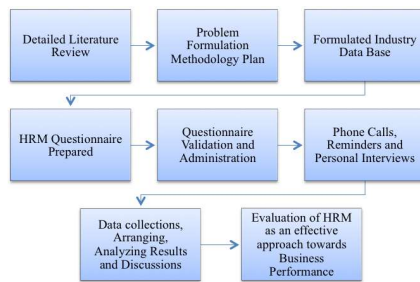 Detailed Literature
Review
Problem
Formulation
Methodology Plan
Formulated Industry
Data Base
HRM Questionnaire
Prepared
Questionnaire
Validation and
Administration
Phone Calls,
Reminders and
Personal Interviews
Data collections,
Arranging,
Analyzing Results
and Discussions
Evaluation of HRM
as an effective
approach towards
Business
Performance